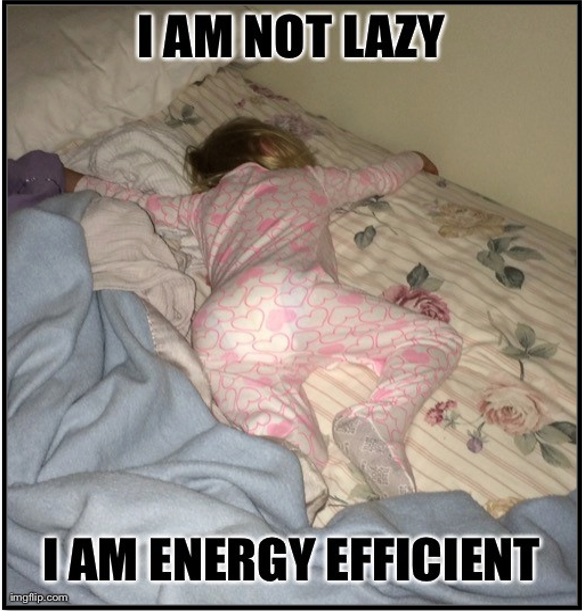 I AM NOT LAZY
I AM ENERGY EFFICIENT
imgflip.com